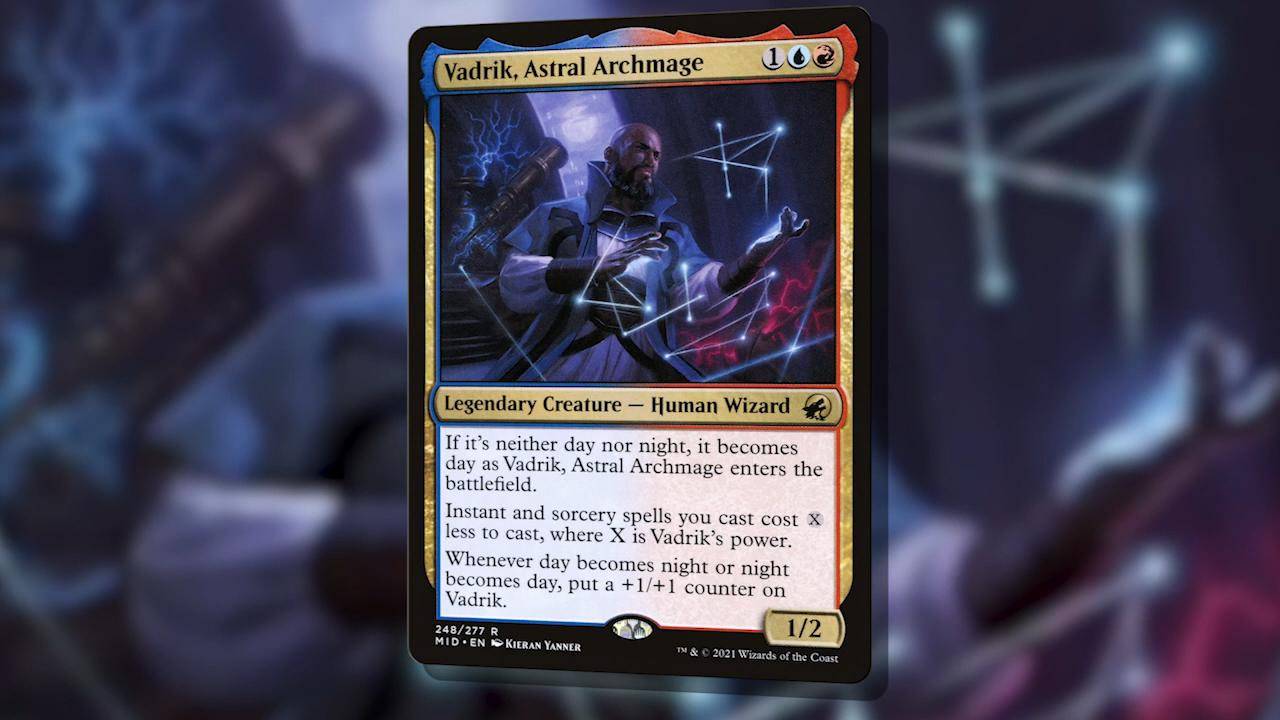 Vadrik, Astral Archmage 1
Legendary Creature — Human Wizard
If it's neither day nor night, it becomes
day as Vadrik, Astral Archmage enters the
battlefield.
Instant and sorcery spells you cast cost X
less to cast, where X is Vadrik's power.
Whenever day becomes night or night
becomes day, put a +1/+1 counter on
Vadrik.
1/2
248/277 R
MID • EN KIERAN YANNER
™ & © 2021 Wizards of the Coast